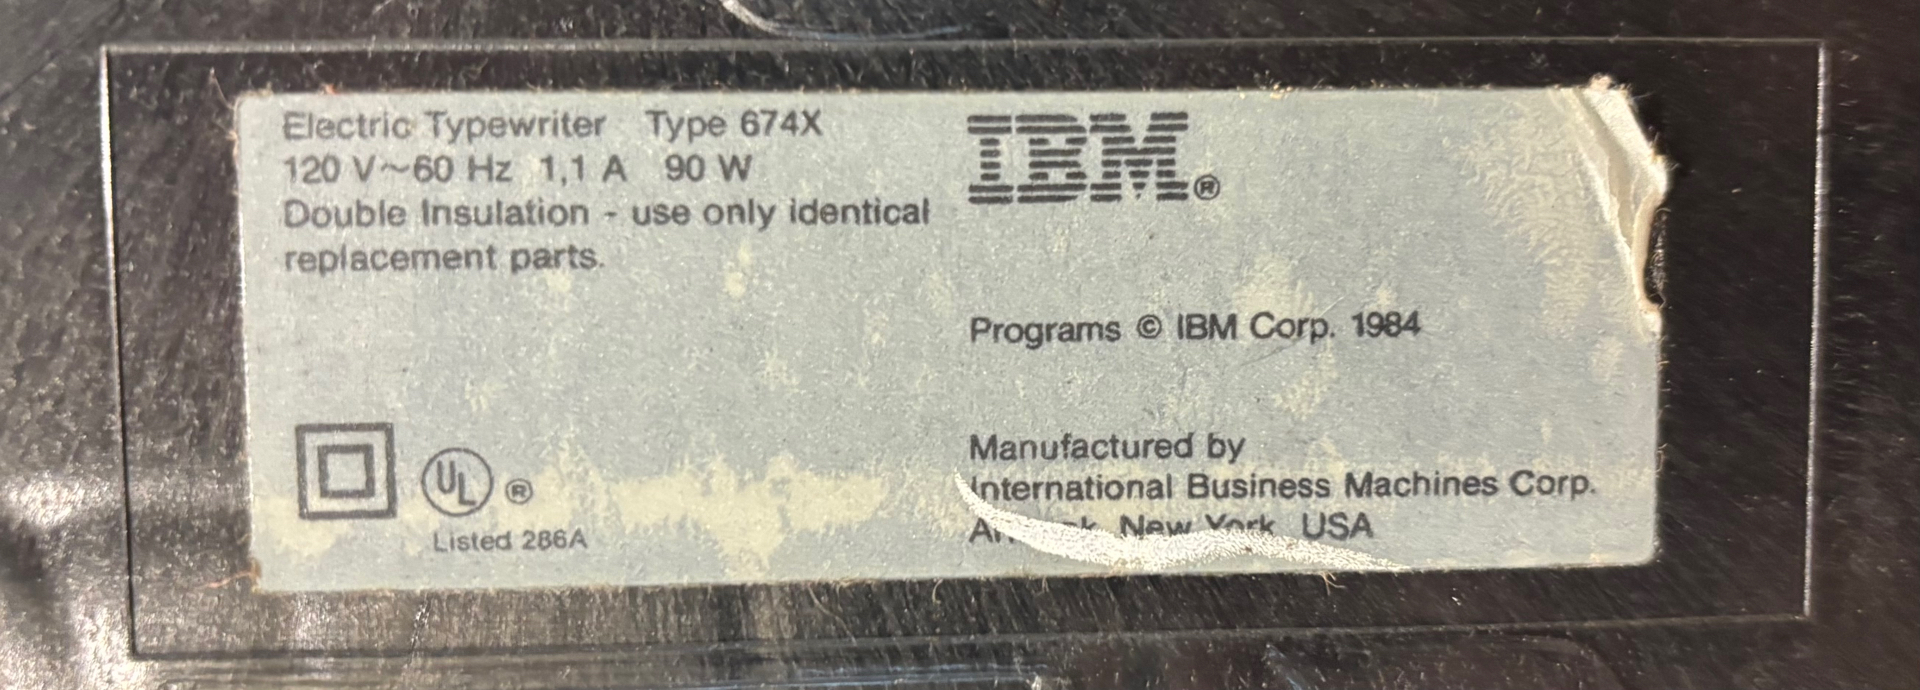 Electric Typewriter Type 674X
120 V~60 Hz 1,1 A 90 W
Double Insulation - use only identical
replacement parts.
IBM®
Programs © IBM Corp. 1984
UL ®
Listed 286A
Manufactured by
International Business Machines Corp.
New York USA